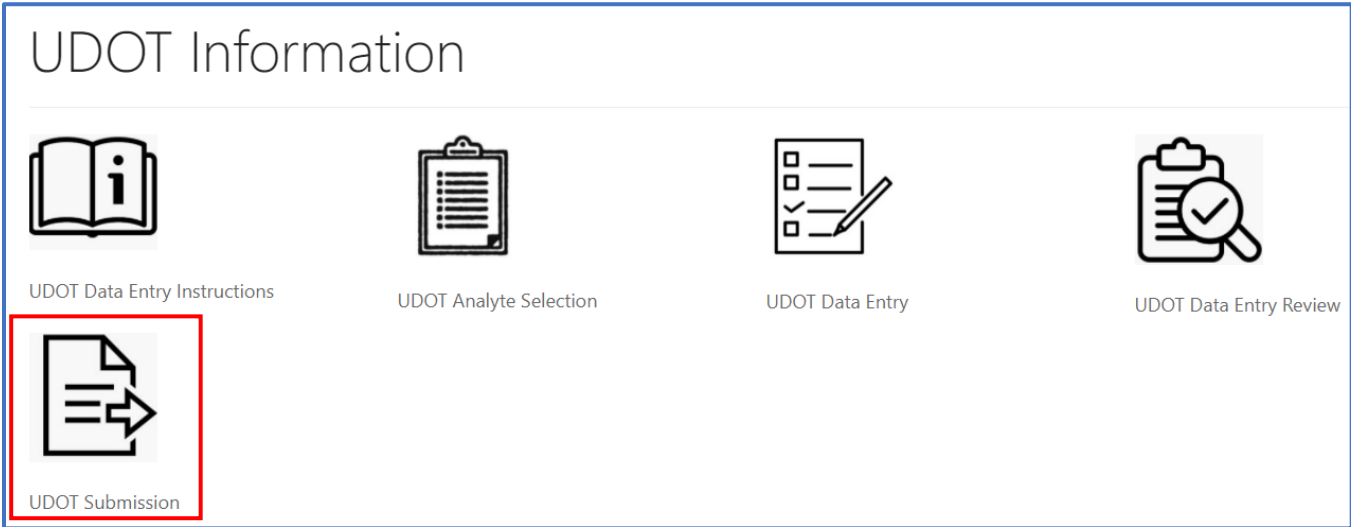 UDOT Information
UDOT Data Entry Instructions
UDOT Analyte Selection
UDOT Data Entry
UDOT Data Entry Review
UDOT Submission